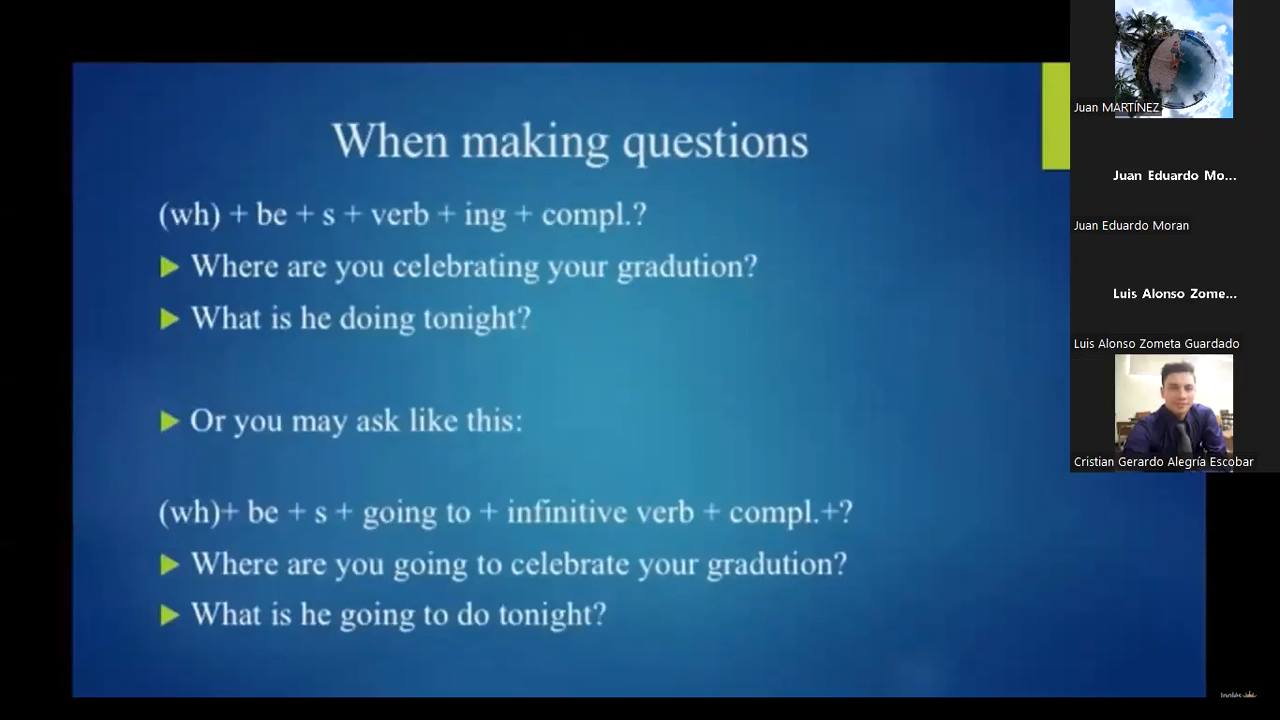 When making questions
(wh) + be + s + verb + ing + compl.?
Where are you celebrating your gradution?
What is he doing tonight?
Or you may ask like this:
(wh)+ be + s + going to + infinitive verb + compl.+?
Where are you going to celebrate your gradution?
What is he going to do tonight?
Juan MARTÍNEZ
Juan Eduardo Mo...
Juan Eduardo Moran
Luis Alonso Zome...
Luis Alonso Zometa Guardado
Cristian Gerardo Alegría Escobar
Inglés